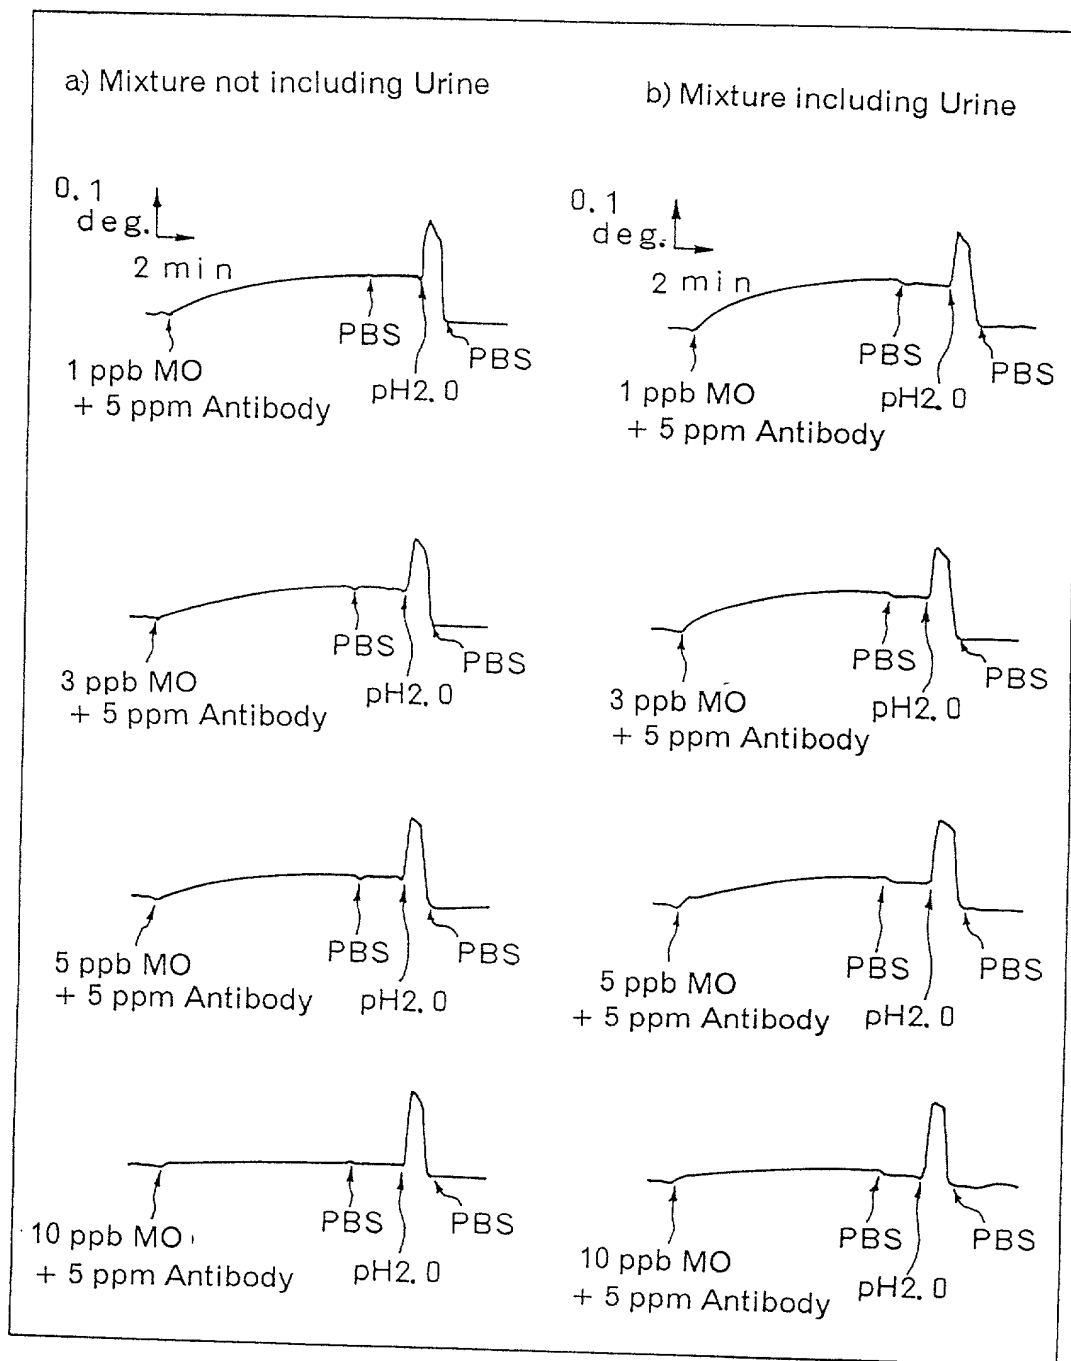 a) Mixture not including Urine
0.1
deg.
2 min
PBS
PBS
1 ppb MO
+ 5 ppm Antibody
pH2.0
PBS
PBS
3 ppb MO
+ 5 ppm Antibody
pH2.0
PBS
PBS
5 ppb MO
+ 5 ppm Antibody
pH2.0
PBS
PBS
10 ppb MO
+ 5 ppm Antibody
pH2.0
b) Mixture including Urine
0.1
deg.
2 min
PBS
PBS
1 ppb MO
+ 5 ppm Antibody
pH2.0
PBS
PBS
3 ppb MO
+ 5 ppm Antibody
pH2.0
PBS
PBS
5 ppb MO
+ 5 ppm Antibody
pH2.0
PBS
PBS
10 ppb MO
+ 5 ppm Antibody
pH2.0